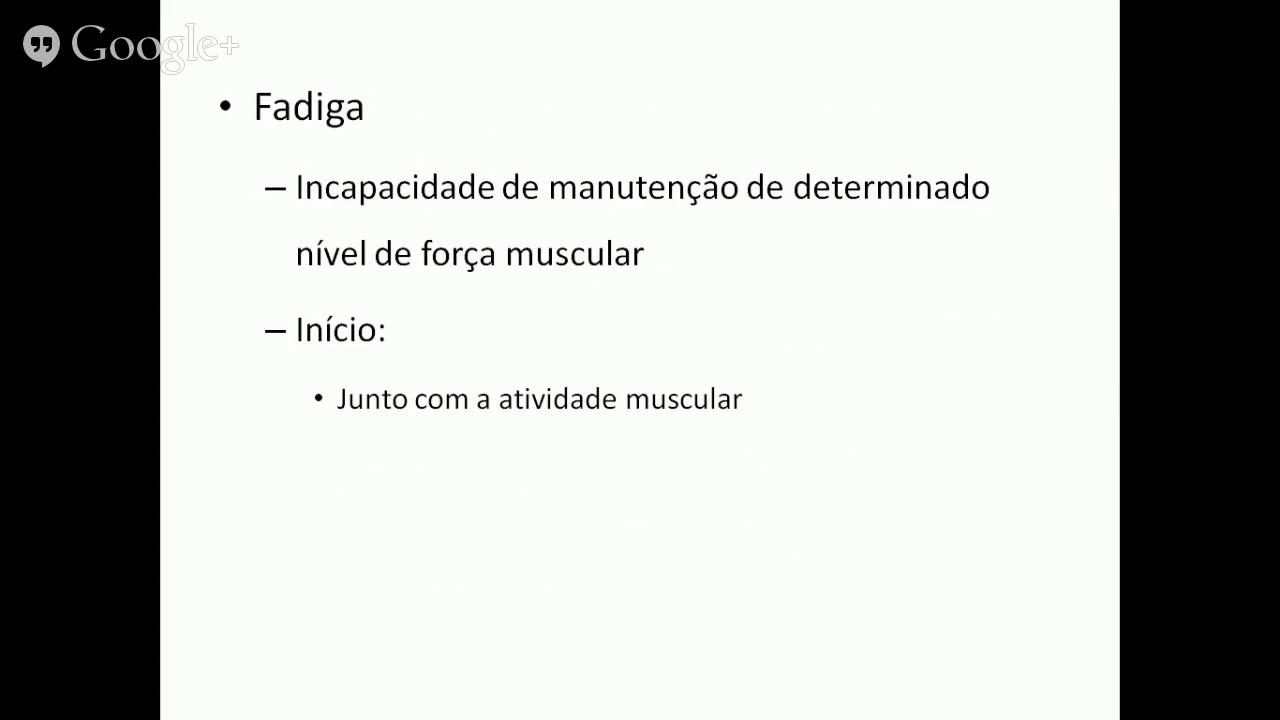 Google+
• Fadiga
– Incapacidade de manutenção de determinado
nível de força muscular
– Início:
• Junto com a atividade muscular